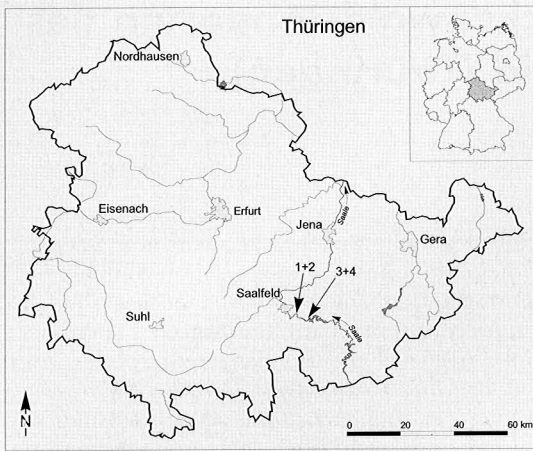 Thüringen
Nordhausen
Eisenach
Erfurt
Jena
Saale
Gera
1+2
3+4
Saalfeld
Suhl
Saale
N
0 20 40 60 km